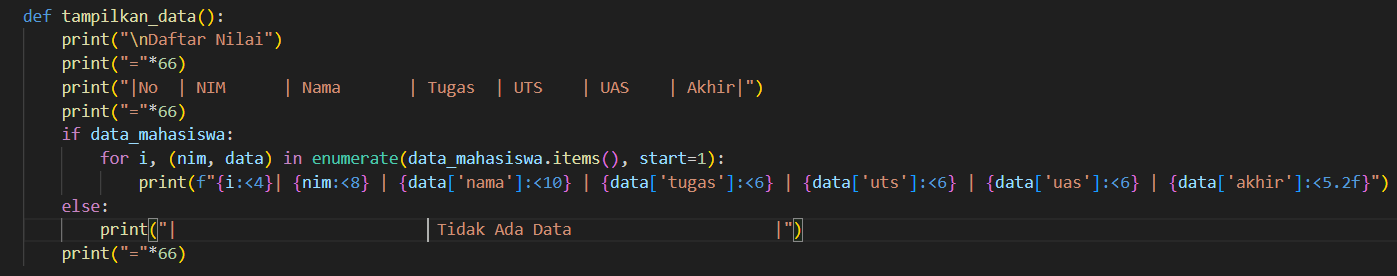 def tampilkan_data():
    print("\nDaftar Nilai")
    print("="*66)
    print("|No  | NIM      | Nama       | Tugas  | UTS    | UAS    | Akhir|")
    print("="*66)
    if data_mahasiswa:
        for i, (nim, data) in enumerate(data_mahasiswa.items(), start=1):
            print(f"{i:<4}| {nim:<8} | {data['nama']:<10} | {data['tugas']:<6} | {data['uts']:<6} | {data['uas']:<6} | {data['akhir']:<5.2f}")
    else:
        print("|                           Tidak Ada Data                     |")
    print("="*66)